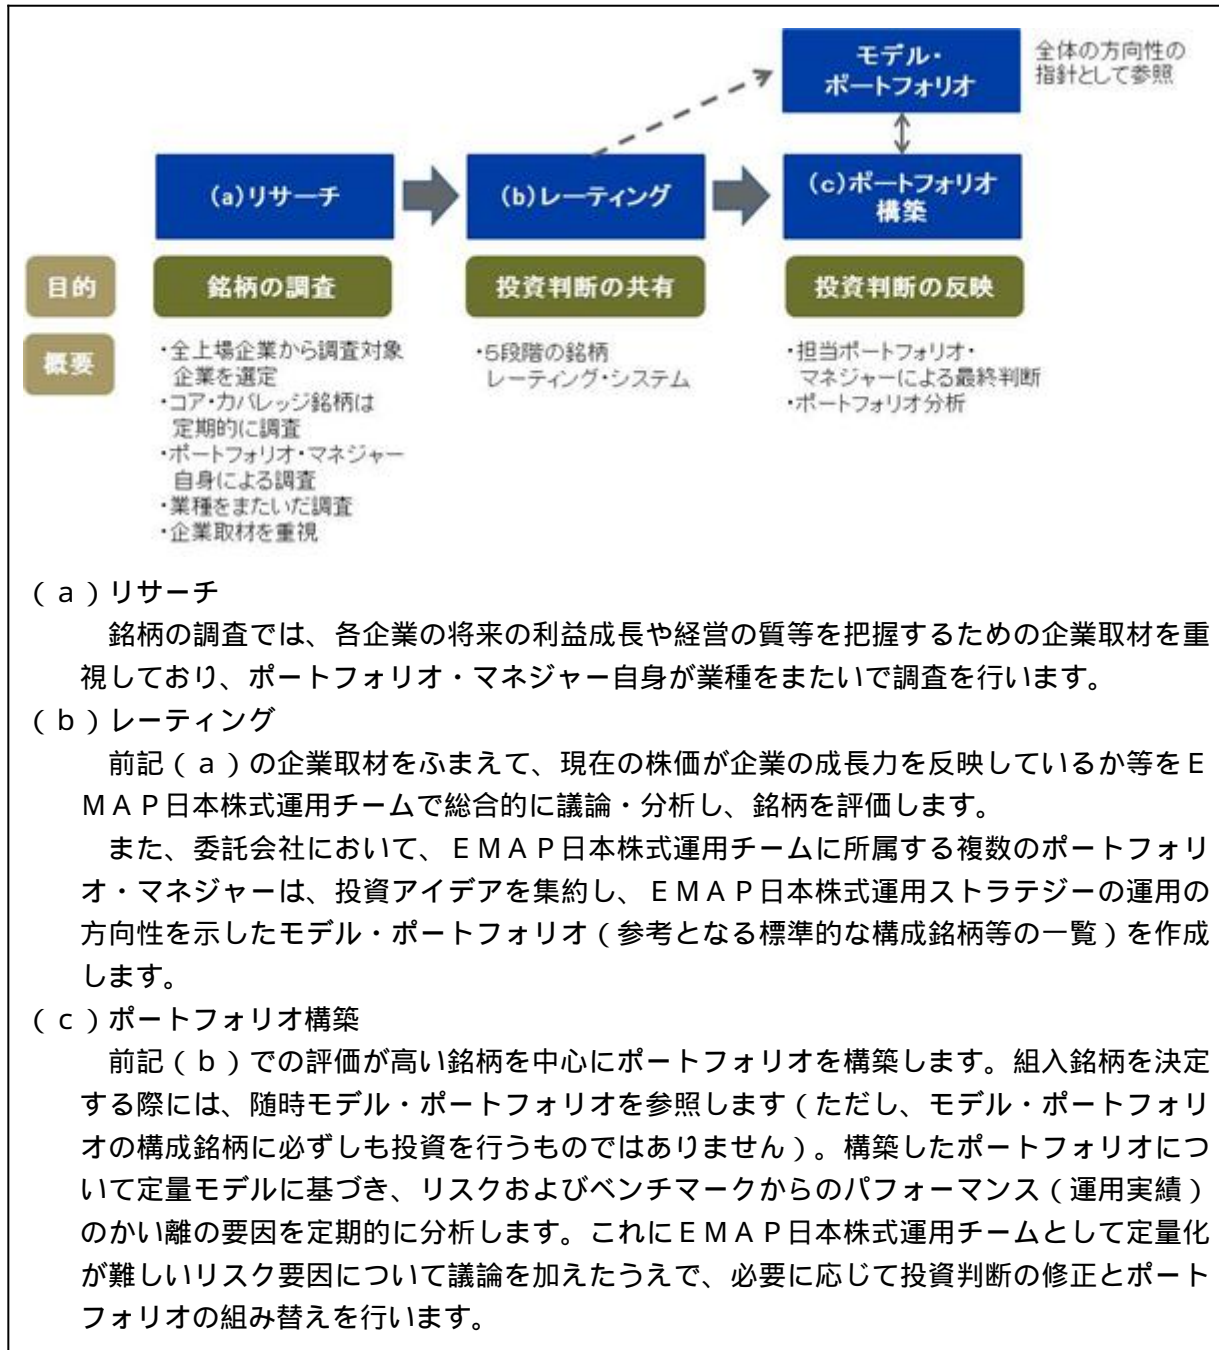 モデル・
ポートフォリオ
全体の方向性の
指針として参照
(a)リサーチ
(b)レーティング
(c)ポートフォリオ
構築
目的
銘柄の調査
投資判断の共有
投資判断の反映
概要
・全上場企業から調査対象
企業を選定
・コア・カバレッジ銘柄は
定期的に調査
・ポートフォリオ・マネジャー
自身による調査
・業種をまたいだ調査
・企業取材を重視
・5段階の銘柄
レーティング・システム
・担当ポートフォリオ・
マネジャーによる最終判断
・ポートフォリオ分析
(a)リサーチ
銘柄の調査では、各企業の将来の利益成長や経営の質等を把握するための企業取材を重
視しており、ポートフォリオ・マネジャー自身が業種をまたいで調査を行います。
(b)レーティング
前記(a)の企業取材をふまえて、現在の株価が企業の成長力を反映しているか等をE
MAP日本株式運用チームで総合的に議論・分析し、銘柄を評価します。
また、委託会社において、EMAP日本株式運用チームに所属する複数のポートフォリ
オ・マネジャーは、投資アイデアを集約し、EMAP日本株式運用ストラテジーの運用の
方向性を示したモデル・ポートフォリオ(参考となる標準的な構成銘柄等の一覧)を作成
します。
(c)ポートフォリオ構築
前記(b)での評価が高い銘柄を中心にポートフォリオを構築します。組入銘柄を決定
する際には、随時モデル・ポートフォリオを参照します(ただし、モデル・ポートフォリ
オの構成銘柄に必ずしも投資を行うものではありません)。構築したポートフォリオにつ
いて定量モデルに基づき、リスクおよびベンチマークからのパフォーマンス(運用実績)
のかい離の要因を定期的に分析します。これにEMAP日本株式運用チームとして定量化
が難しいリスク要因について議論を加えたうえで、必要に応じて投資判断の修正とポート
フォリオの組み替えを行います。